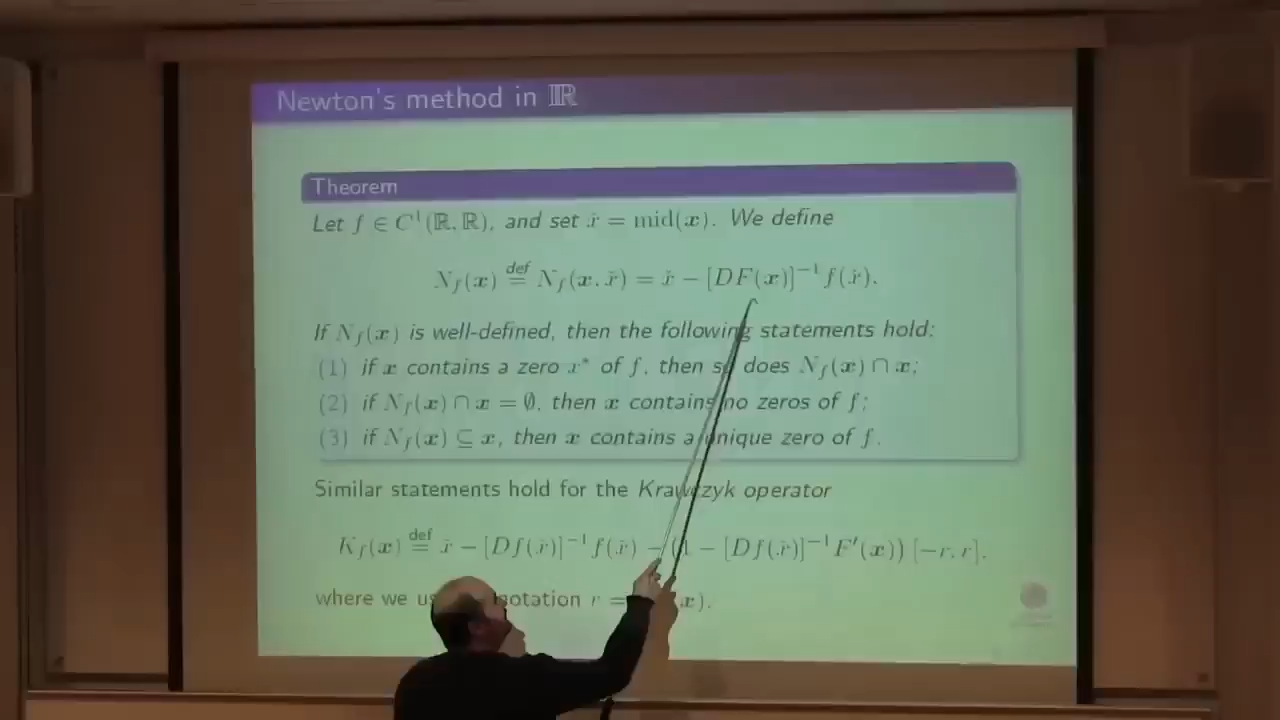 Newton's method in 𝕀ℝ
Theorem
Let f ∈ C¹(ℝ, ℝ), and set x̌ = mid(x). We define
N_f(x) ≝ N_f(x, x̌) = x̌ − [DF(x)]⁻¹ f(x̌).
If N_f(x) is well-defined, then the following statements hold:
(1) if x contains a zero x* of f, then so does N_f(x) ∩ x;
(2) if N_f(x) ∩ x = ∅, then x contains no zeros of f;
(3) if N_f(x) ⊆ x, then x contains a unique zero of f.
Similar statements hold for the Krawczyk operator
K_f(x) ≝ x̌ − [Df(x̌)]⁻¹ f(x̌) − (1 − [Df(x̌)]⁻¹ F′(x)) [−r, r],
where we notation r = x).